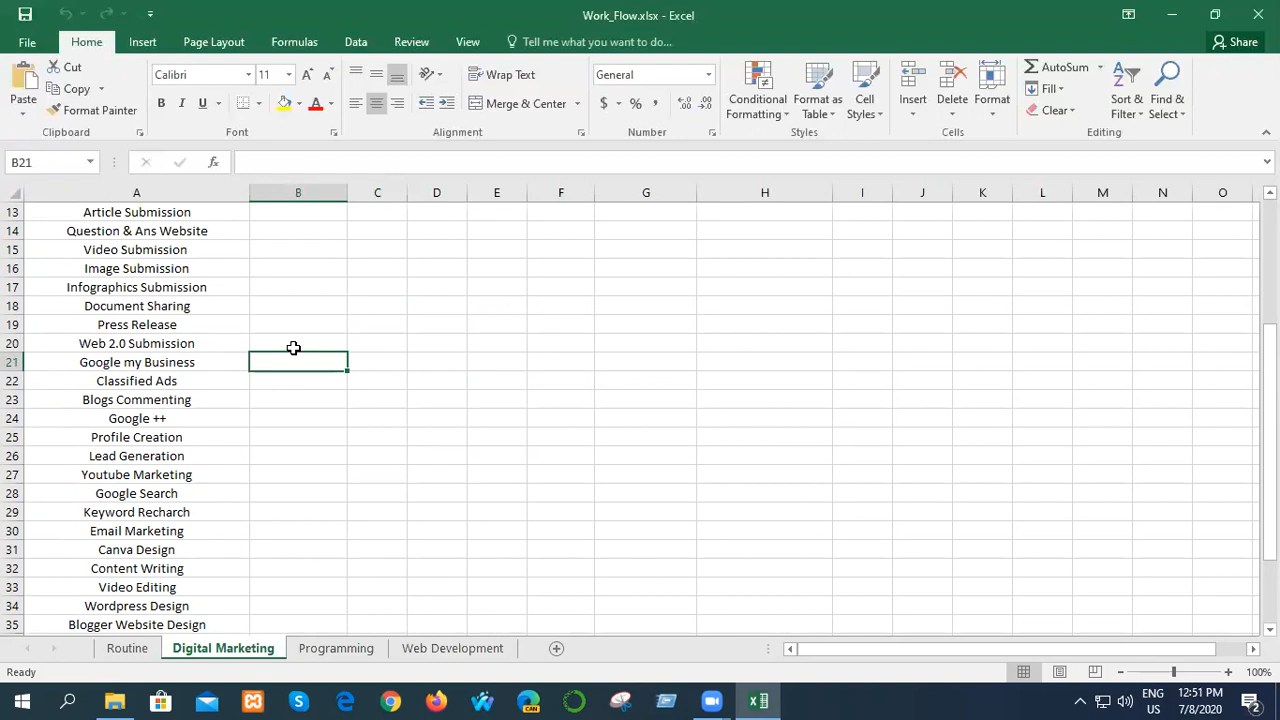 Work_Flow.xlsx - Excel
File Home Insert Page Layout Formulas Data Review View Tell me what you want to do... Share
Cut
Copy
Format Painter
Paste
Clipboard
Calibri 11
B I U
Font
Wrap Text
Merge & Center
Alignment
General
$ % ,
Number
Conditional Formatting
Format as Table
Cell Styles
Styles
Insert Delete Format
Cells
AutoSum
Fill
Clear
Sort & Filter
Find & Select
Editing
B21 fx
A B C D E F G H I J K L M N O
13 Article Submission
14 Question & Ans Website
15 Video Submission
16 Image Submission
17 Infographics Submission
18 Document Sharing
19 Press Release
20 Web 2.0 Submission
21 Google my Business
22 Classified Ads
23 Blogs Commenting
24 Google ++
25 Profile Creation
26 Lead Generation
27 Youtube Marketing
28 Google Search
29 Keyword Recharch
30 Email Marketing
31 Canva Design
32 Content Writing
33 Video Editing
34 Wordpress Design
35 Blogger Website Design
Routine Digital Marketing Programming Web Development
Ready 100%
CAN
ENG US
12:51 PM
7/8/2020
2